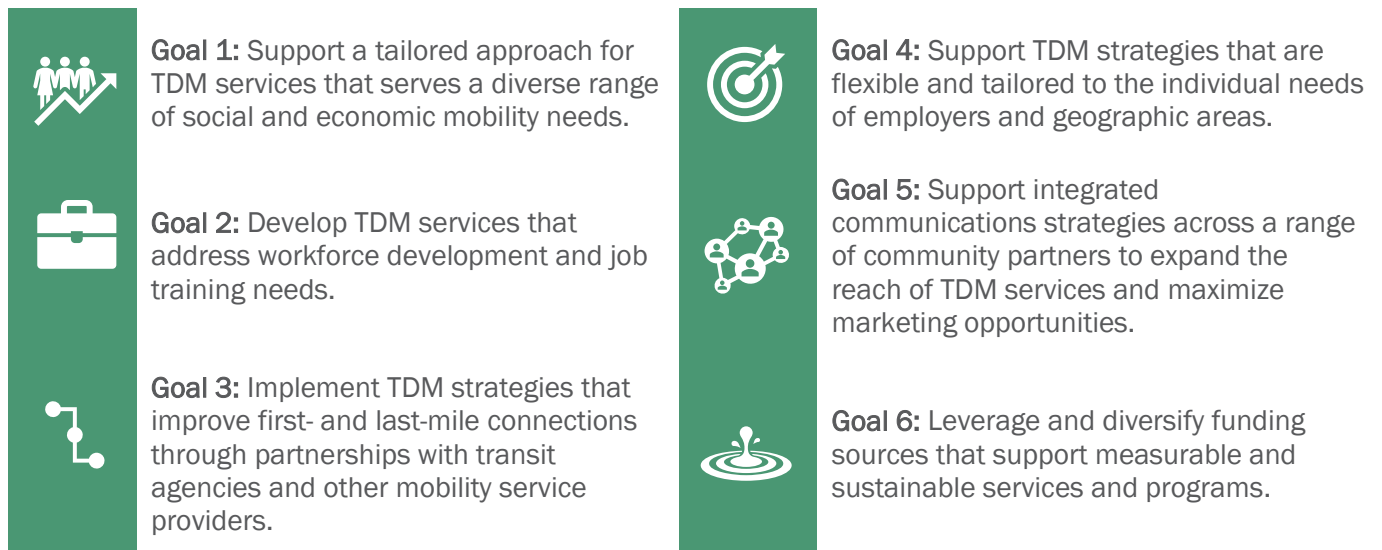 Goal 1: Support a tailored approach for
TDM services that serves a diverse range
of social and economic mobility needs.
Goal 2: Develop TDM services that
address workforce development and job
training needs.
Goal 3: Implement TDM strategies that
improve first- and last-mile connections
through partnerships with transit
agencies and other mobility service
providers.
Goal 4: Support TDM strategies that are
flexible and tailored to the individual needs
of employers and geographic areas.
Goal 5: Support integrated
communications strategies across a range
of community partners to expand the
reach of TDM services and maximize
marketing opportunities.
Goal 6: Leverage and diversify funding
sources that support measurable and
sustainable services and programs.